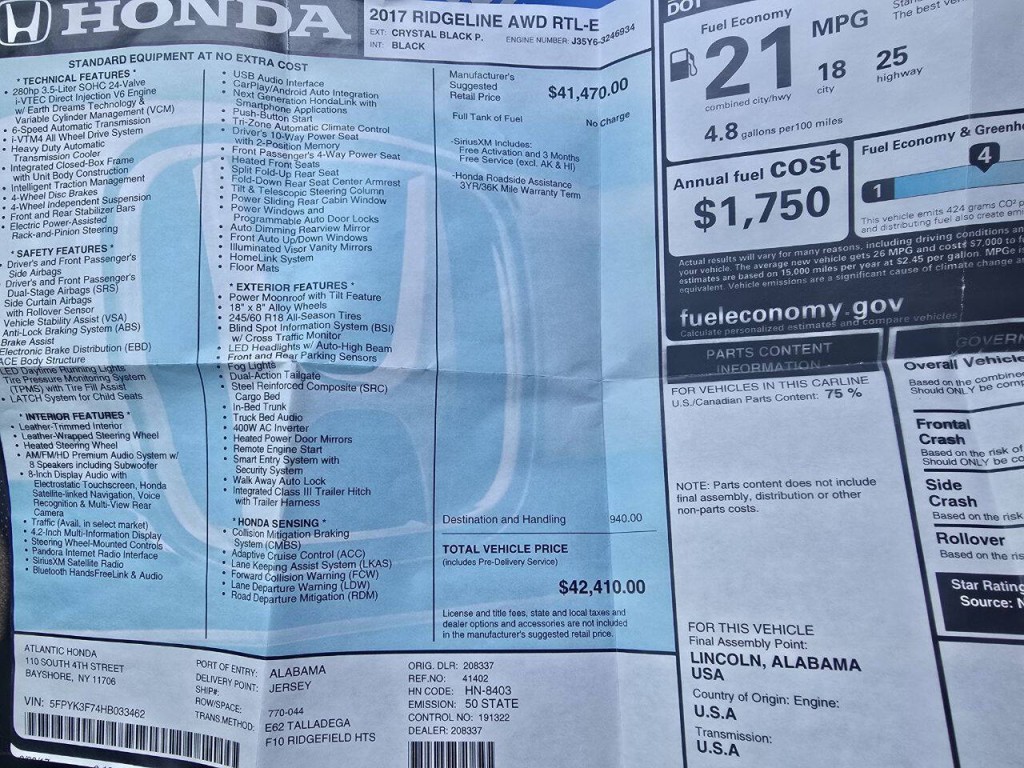 HONDA
2017 RIDGELINE AWD RTL-E
EXT: CRYSTAL BLACK P.
ENGINE NUMBER: J35Y6-3246934
INT: BLACK
STANDARD EQUIPMENT AT NO EXTRA COST
* TECHNICAL FEATURES *
• 280hp 3.5-Liter SOHC 24-Valve
i-VTEC Direct Injection V6 Engine
w/ Earth Dreams Technology &
Variable Cylinder Management (VCM)
• 6-Speed Automatic Transmission
• i-VTM4 All Wheel Drive System
• Heavy Duty Automatic
Transmission Cooler
• Integrated Closed-Box Frame
with Unit Body Construction
• Intelligent Traction Management
• 4-Wheel Disc Brakes
• 4-Wheel Independent Suspension
• Front and Rear Stabilizer Bars
• Electric Power-Assisted
Rack-and-Pinion Steering
* SAFETY FEATURES *
• Driver's and Front Passenger's
Side Airbags
• Driver's and Front Passenger's
Dual-Stage Airbags (SRS)
Side Curtain Airbags
with Rollover Sensor
Vehicle Stability Assist (VSA)
Anti-Lock Braking System (ABS)
Brake Assist
Electronic Brake Distribution (EBD)
ACE Body Structure
LED Daytime Running Lights
Tire Pressure Monitoring System
(TPMS) with Tire Fill Assist
• LATCH System for Child Seats
* INTERIOR FEATURES *
• Leather-Trimmed Interior
• Leather-Wrapped Steering Wheel
• Heated Steering Wheel
• AM/FM/HD Premium Audio System w/
8 Speakers including Subwoofer
• 8-Inch Display Audio with
Electrostatic Touchscreen, Honda
Satellite-linked Navigation, Voice
Recognition & Multi-View Rear
Camera
• Traffic (Avail. in select market)
• 4.2-Inch Multi-Information Display
• Steering Wheel-Mounted Controls
• Pandora Internet Radio Interface
• SiriusXM Satellite Radio
• Bluetooth HandsFreeLink & Audio
• USB Audio Interface
• CarPlay/Android Auto Integration
• Next Generation HondaLink with
Smartphone Applications
• Push-Button Start
• Tri-Zone Automatic Climate Control
• Driver's 10-Way Power Seat
with 2-Position Memory
• Front Passenger's 4-Way Power Seat
• Heated Front Seats
• Split Fold-Up Rear Seat
• Fold-Down Rear Seat Center Armrest
• Tilt & Telescopic Steering Column
• Power Sliding Rear Cabin Window
• Power Windows and
Programmable Auto Door Locks
• Auto Dimming Rearview Mirror
• Front Auto Up/Down Windows
• Illuminated Visor Vanity Mirrors
• HomeLink System
• Floor Mats
* EXTERIOR FEATURES *
• Power Moonroof with Tilt Feature
• 18" x 8" Alloy Wheels
• 245/60 R18 All-Season Tires
• Blind Spot Information System (BSI)
w/ Cross Traffic Monitor
• LED Headlights w/ Auto-High Beam
• Front and Rear Parking Sensors
• Fog Lights
• Dual-Action Tailgate
• Steel Reinforced Composite (SRC)
Cargo Bed
• In-Bed Trunk
• Truck Bed Audio
• 400W AC Inverter
• Heated Power Door Mirrors
• Remote Engine Start
• Smart Entry System with
Security System
• Walk Away Auto Lock
• Integrated Class III Trailer Hitch
with Trailer Harness
*HONDA SENSING *
• Collision Mitigation Braking
System (CMBS)
• Adaptive Cruise Control (ACC)
• Lane Keeping Assist System (LKAS)
• Forward Collision Warning (FCW)
• Lane Departure Warning (LDW)
• Road Departure Mitigation (RDM)
Manufacturer's
Suggested
Retail Price
$41,470.00
Full Tank of Fuel
No Charge
-SiriusXM Includes:
Free Activation and 3 Months
Free Service (excl. AK & HI)
-Honda Roadside Assistance
3YR/36K Mile Warranty Term
Destination and Handling
940.00
TOTAL VEHICLE PRICE
(includes Pre-Delivery Service)
$42,410.00
License and title fees, state and local taxes and
dealer options and accessories are not included
in the manufacturer's suggested retail price.
ATLANTIC HONDA
110 SOUTH 4TH STREET
BAYSHORE, NY 11706
VIN: 5FPYK3F74HB033462
PORT OF ENTRY: ALABAMA
DELIVERY POINT: JERSEY
SHIP#:
ROW/SPACE: 770-044
TRANS.METHOD: E62 TALLADEGA
F10 RIDGEFIELD HTS
ORIG. DLR: 208337
REF.NO: 41402
HN CODE: HN-8403
EMISSION: 50 STATE
CONTROL NO: 191322
DEALER: 208337
DOT
Fuel Economy
21
MPG
combined city/hwy
18
city
25
highway
4.8 gallons per 100 miles
The best
Annual fuel cost
$1,750
Fuel Economy &
4
1
This vehicle emits 424 grams CO2
and distributing fuel also create
Actual results will vary for many reasons, including driving conditions
your vehicle. The average new vehicle gets 26 MPG and costs $7,000 to
estimates are based on 15,000 miles per year at $2.45 per gallon.
equivalent. Vehicle emissions are a significant cause of climate change
fueleconomy.gov
Calculate personalized estimates and compare vehicles
PARTS CONTENT
INFORMATION
FOR VEHICLES IN THIS CARLINE
U.S./Canadian Parts Content: 75 %
NOTE: Parts content does not include
final assembly, distribution or other
non-parts costs.
FOR THIS VEHICLE
Final Assembly Point:
LINCOLN, ALABAMA
USA
Country of Origin: Engine:
U.S.A
Transmission:
U.S.A
Overall
Based on the
Should ONLY be
Frontal
Crash
Based on the risk of
Should ONLY be
Side
Crash
Based on the risk
Rollover
Based on the
Star
Source: